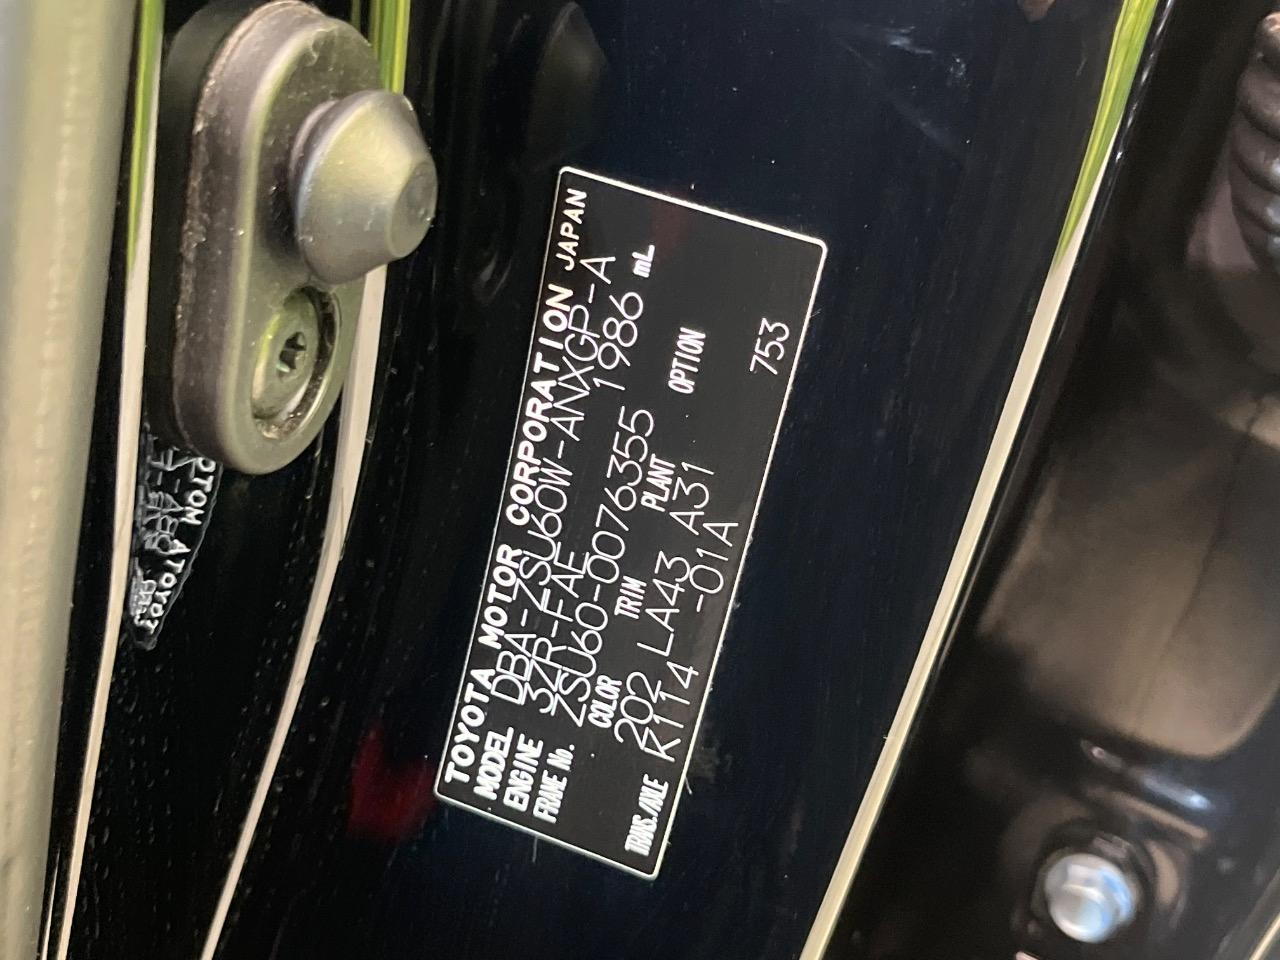 TOYOTA MOTOR CORPORATION JAPAN
MODEL DBA-ZSU60W-ANXGP-A
ENGINE 3ZR-FAE 1986 mL
FRAME No. ZSU60-0076355
COLOR TRIM PLANT OPTION
202 LA43 A31
TRANS./AXLE K114 -01A
753